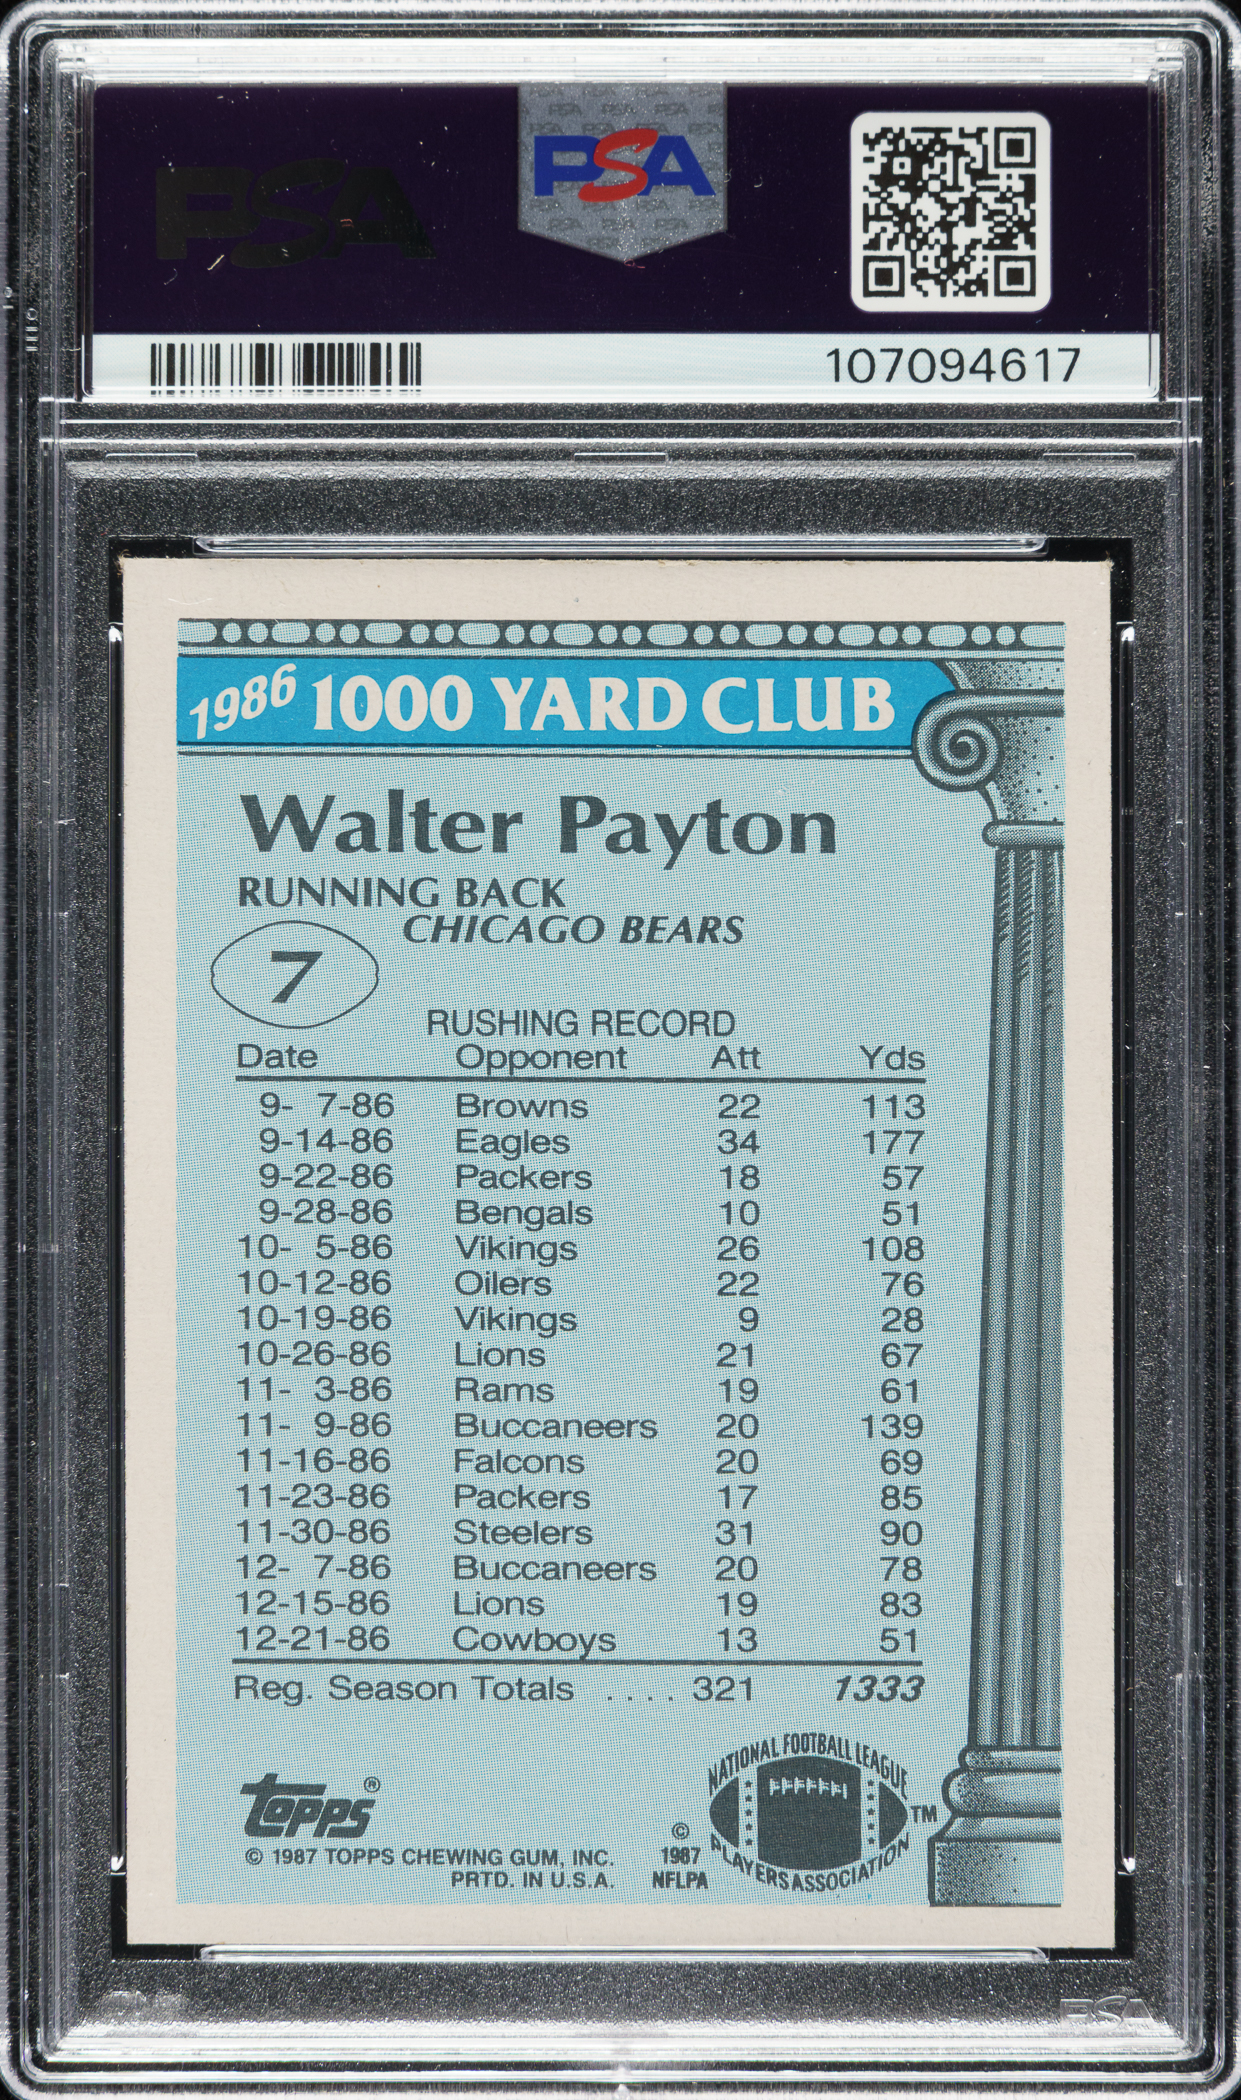 PSA
PSA
107094617
1986 1000 YARD CLUB
Walter Payton
RUNNING BACK
CHICAGO BEARS
7
RUSHING RECORD
Date Opponent Att Yds
9- 7-86 Browns 22 113
9-14-86 Eagles 34 177
9-22-86 Packers 18 57
9-28-86 Bengals 10 51
10- 5-86 Vikings 26 108
10-12-86 Oilers 22 76
10-19-86 Vikings 9 28
10-26-86 Lions 21 67
11- 3-86 Rams 19 61
11- 9-86 Buccaneers 20 139
11-16-86 Falcons 20 69
11-23-86 Packers 17 85
11-30-86 Steelers 31 90
12- 7-86 Buccaneers 20 78
12-15-86 Lions 19 83
12-21-86 Cowboys 13 51
Reg. Season Totals .... 321 1333
topps®
© 1987 TOPPS CHEWING GUM, INC.
PRTD. IN U.S.A.
©
1987
NFLPA
NATIONAL FOOTBALL LEAGUE
PLAYERS ASSOCIATION
TM
PSA